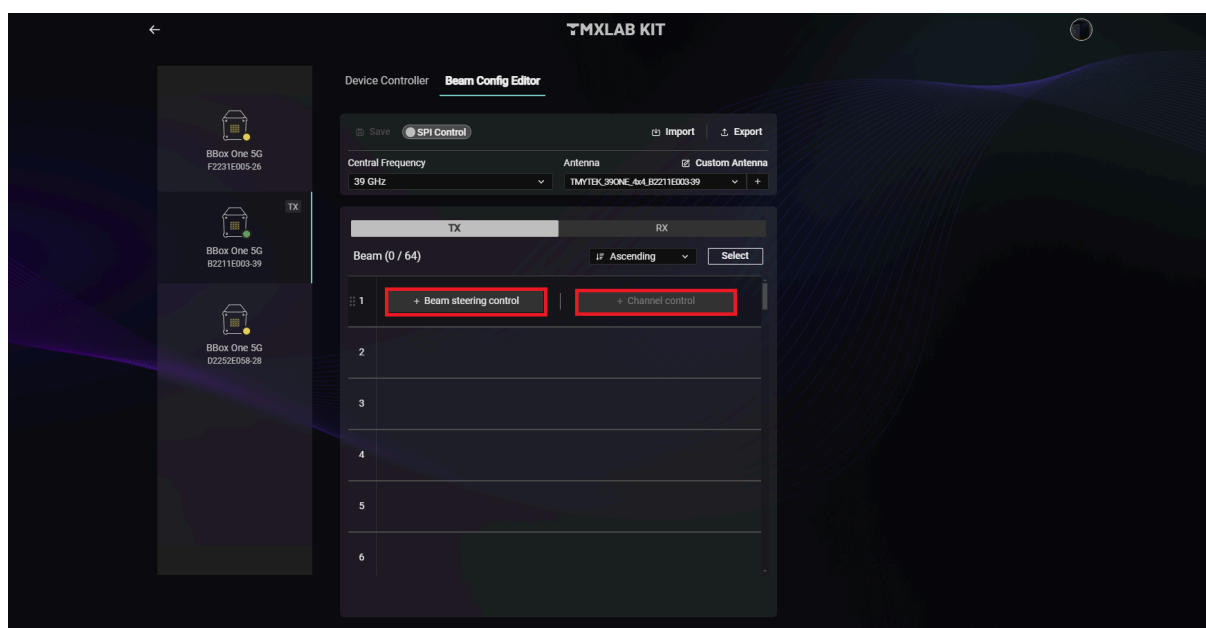 TMXLAB KIT
Device Controller Beam Config Editor
Save SPI Control Import Export
Central Frequency Antenna Custom Antenna
39 GHz TMYTEK_39ONE_4x4_B2211E003-39 +
BBox One 5G
F2231E005-26
TX
BBox One 5G
B2211E003-39
BBox One 5G
D2252E058-28
TX RX
Beam (0 / 64) Ascending Select
1 + Beam steering control + Channel control
2
3
4
5
6